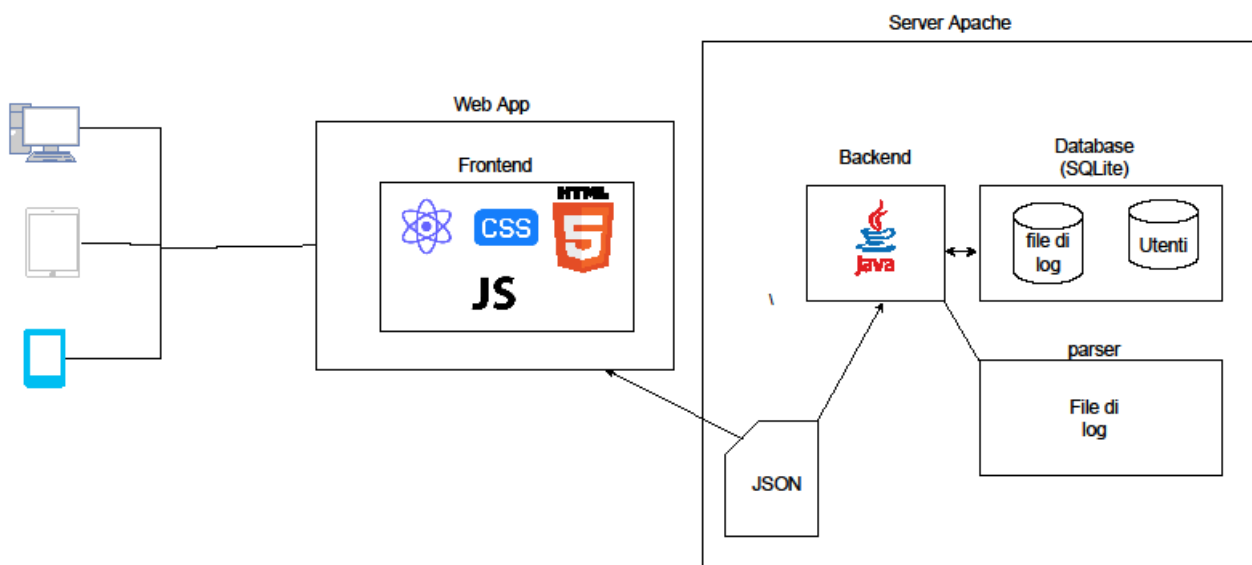 Server Apache
Web App
Frontend
HTML
5
CSS
JS
Backend
Java
Database
(SQLite)
file di
log
Utenti
\
parser
File di
log
JSON